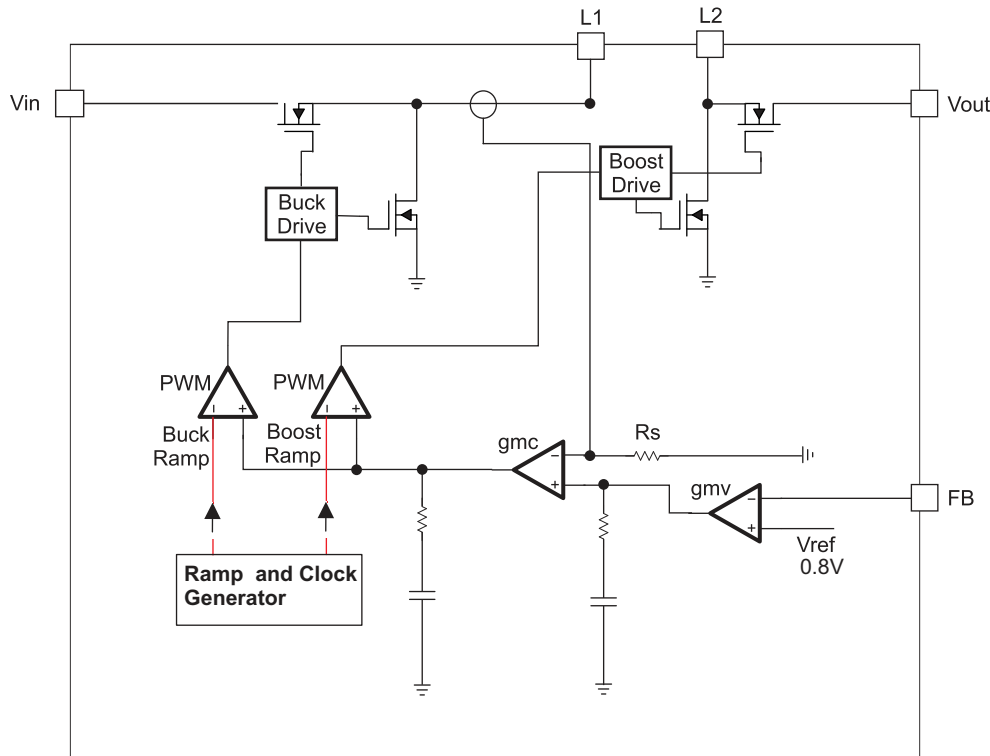 L1
L2
Vin
Vout
Boost
Drive
Buck
Drive
PWM
PWM
Buck
Ramp
Boost
Ramp
gmc
Rs
gmv
FB
Vref
0.8V
Ramp and Clock
Generator